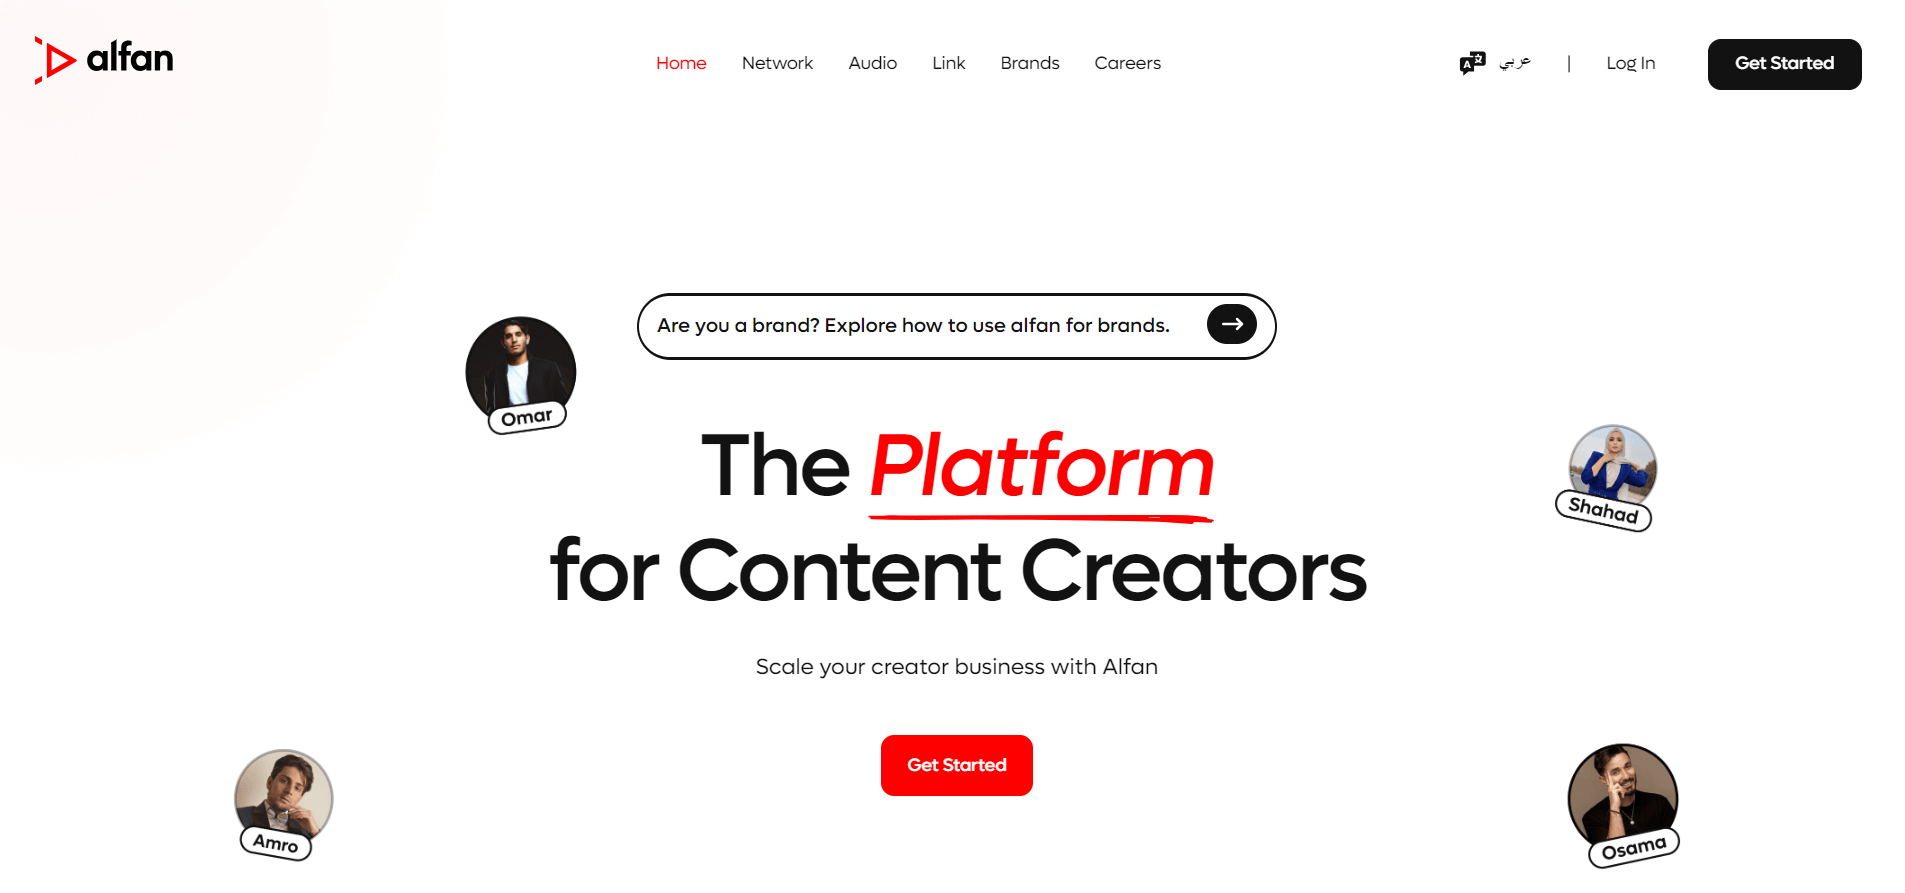 alfan
Home Network Audio Link Brands Careers
عربي | Log In Get Started
Are you a brand? Explore how to use alfan for brands.
Omar
The Platform
for Content Creators
Shahad
Scale your creator business with Alfan
Get Started
Amro
Osama